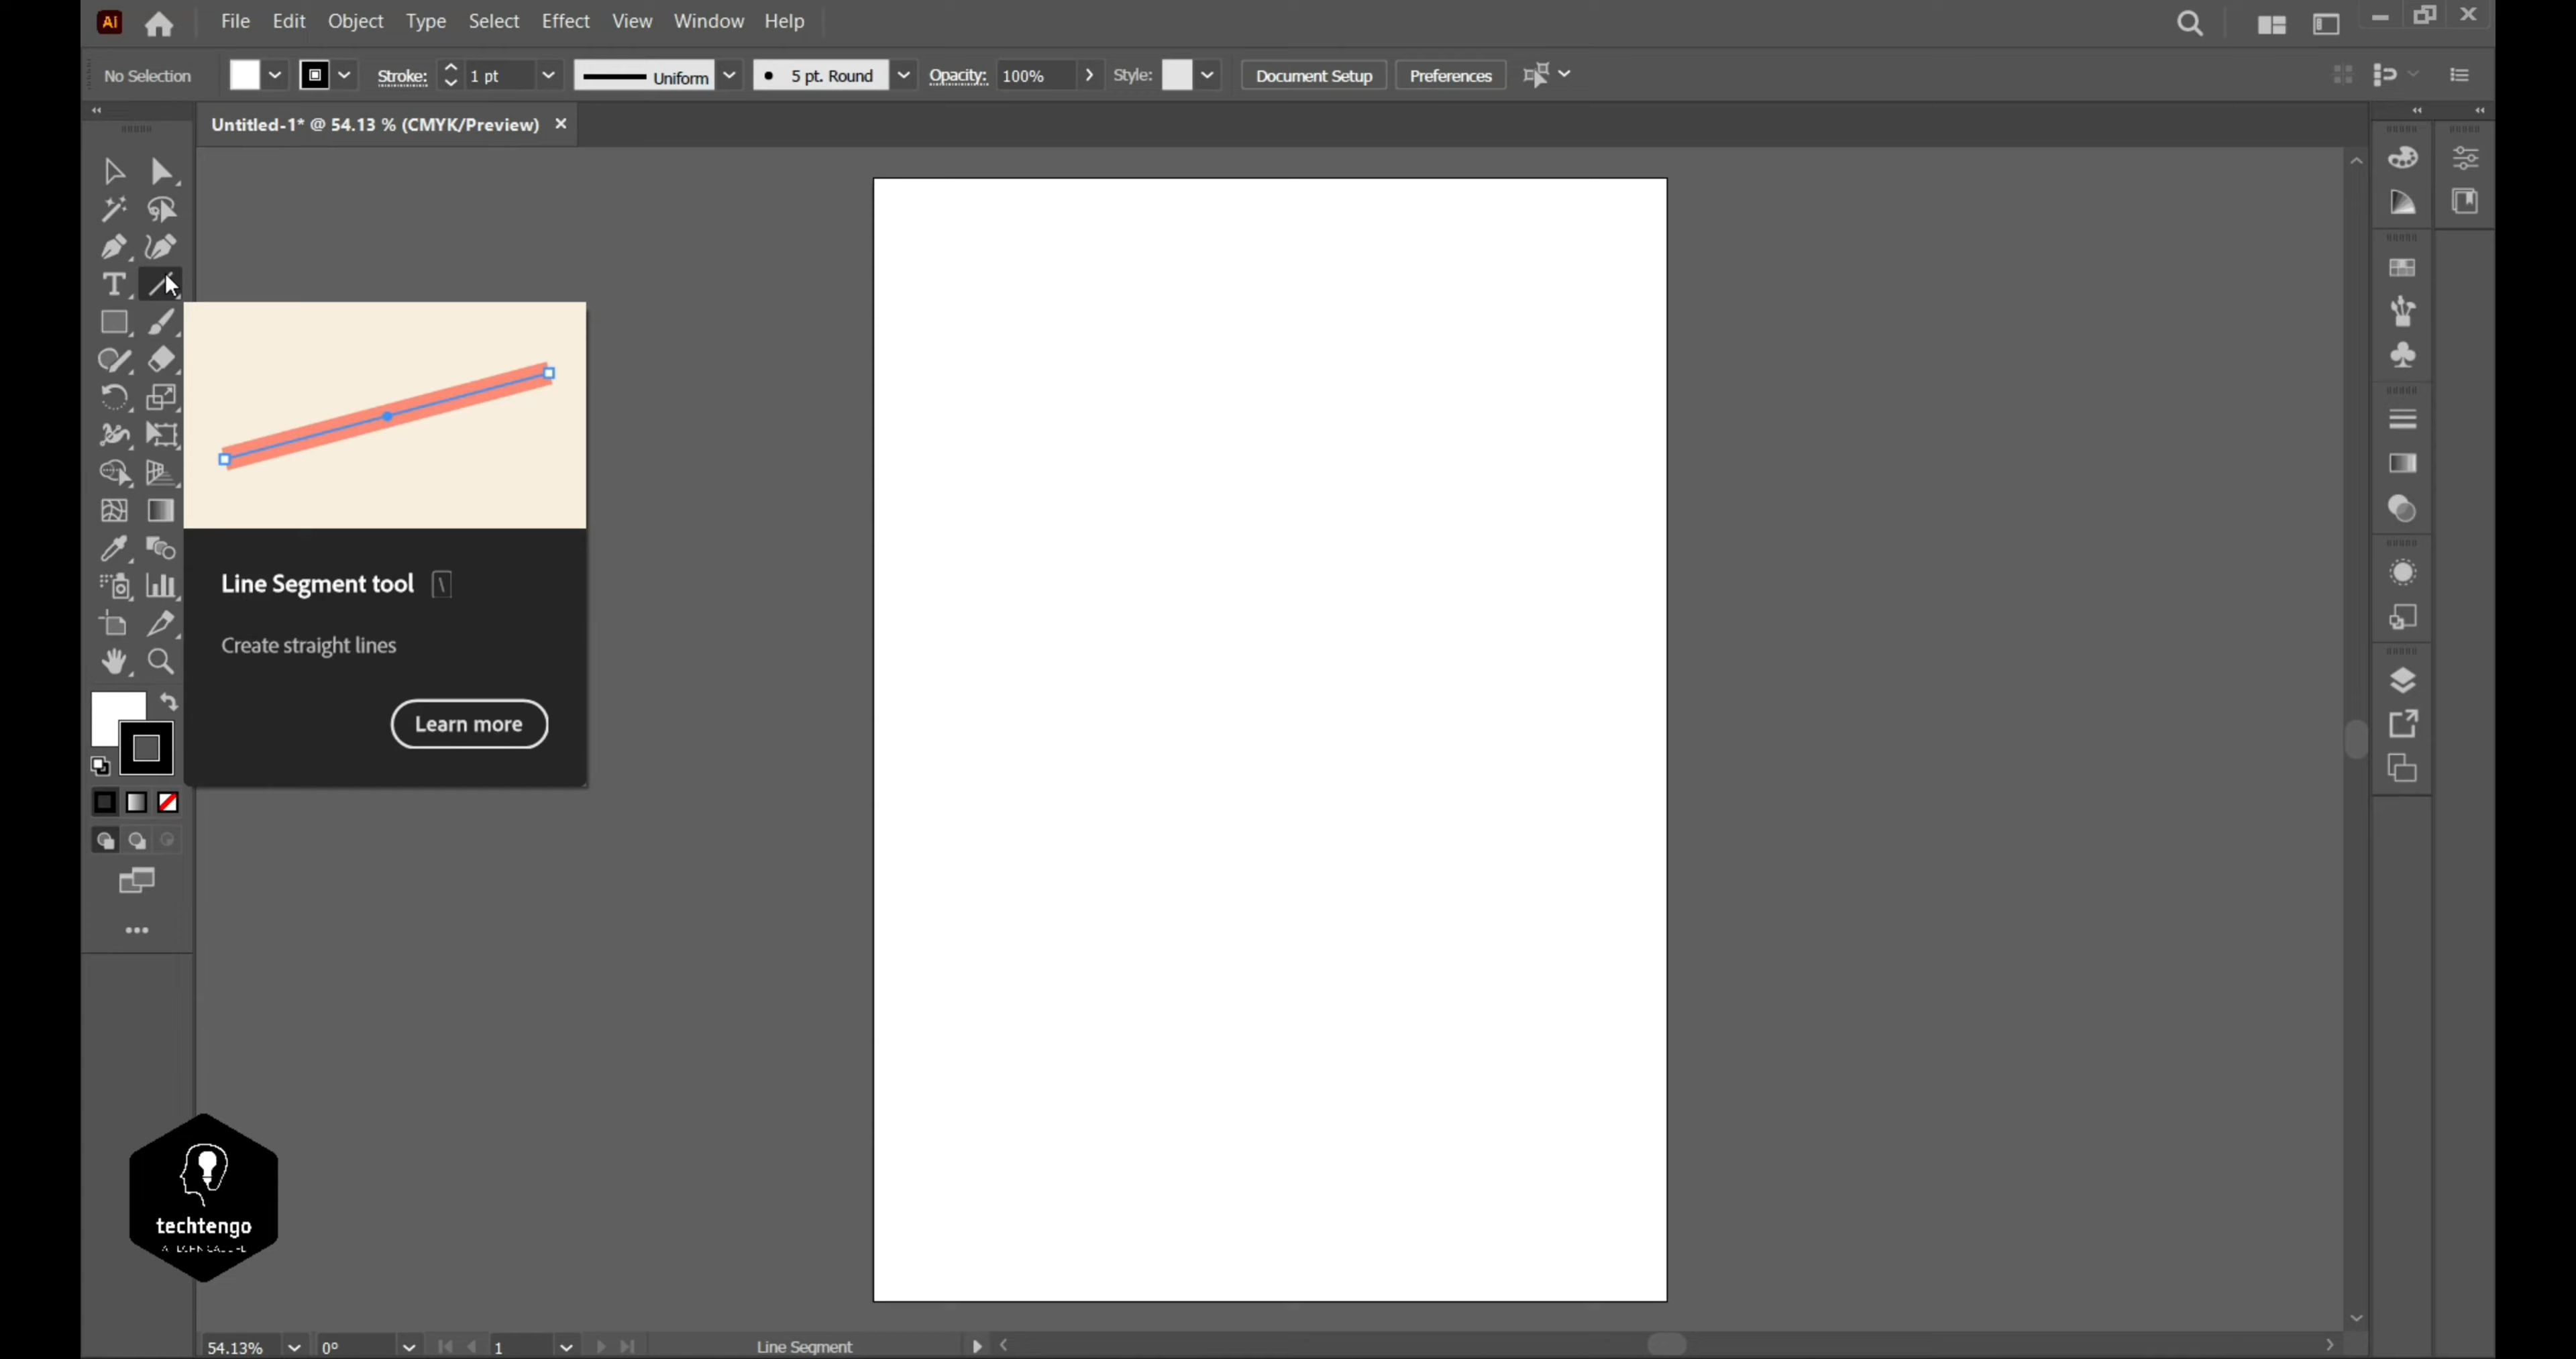 Ai File Edit Object Type Select Effect View Window Help
No Selection Stroke: 1 pt Uniform 5 pt. Round Opacity: 100% Style: Document Setup Preferences
Untitled-1* @ 54.13 % (CMYK/Preview)
T
Line Segment tool \
Create straight lines
Learn more
techtengo
54.13% 0° 1 Line Segment